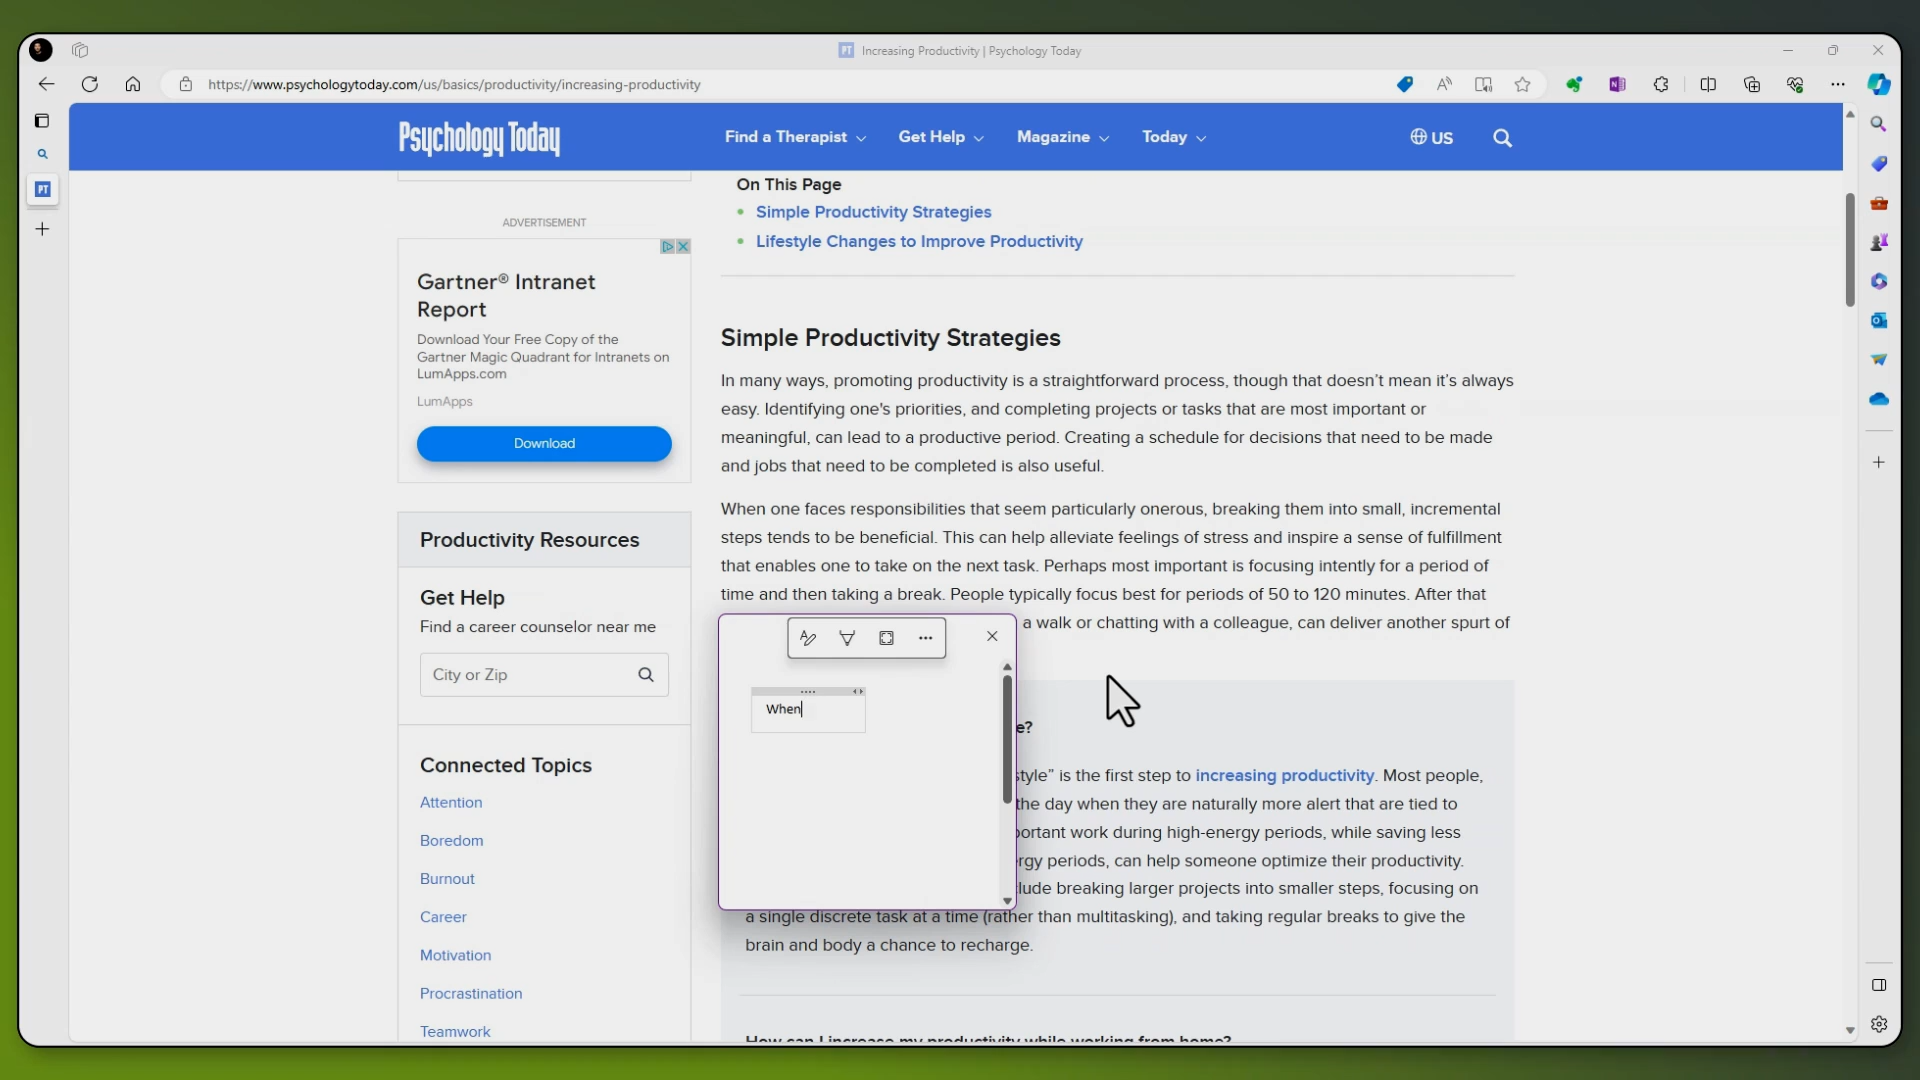 Increasing Productivity | Psychology Today
https://www.psychologytoday.com/us/basics/productivity/increasing-productivity
Psychology Today
Find a Therapist
Get Help
Magazine
Today
US
On This Page
Simple Productivity Strategies
Lifestyle Changes to Improve Productivity
ADVERTISEMENT
Gartner® Intranet
Report
Download Your Free Copy of the
Gartner Magic Quadrant for Intranets on
LumApps.com
LumApps
Download
Productivity Resources
Get Help
Find a career counselor near me
City or Zip
Connected Topics
Attention
Boredom
Burnout
Career
Motivation
Procrastination
Teamwork
Simple Productivity Strategies
In many ways, promoting productivity is a straightforward process, though that doesn't mean it's always
easy. Identifying one's priorities, and completing projects or tasks that are most important or
meaningful, can lead to a productive period. Creating a schedule for decisions that need to be made
and jobs that need to be completed is also useful.
When one faces responsibilities that seem particularly onerous, breaking them into small, incremental
steps tends to be beneficial. This can help alleviate feelings of stress and inspire a sense of fulfillment
that enables one to take on the next task. Perhaps most important is focusing intently for a period of
time and then taking a break. People typically focus best for periods of 50 to 120 minutes. After that
a walk or chatting with a colleague, can deliver another spurt of
When
e?
style” is the first step to increasing productivity. Most people,
the day when they are naturally more alert that are tied to
portant work during high-energy periods, while saving less
rgy periods, can help someone optimize their productivity.
lude breaking larger projects into smaller steps, focusing on
a single discrete task at a time (rather than multitasking), and taking regular breaks to give the
brain and body a chance to recharge.
How can I increase my productivity while working from home?